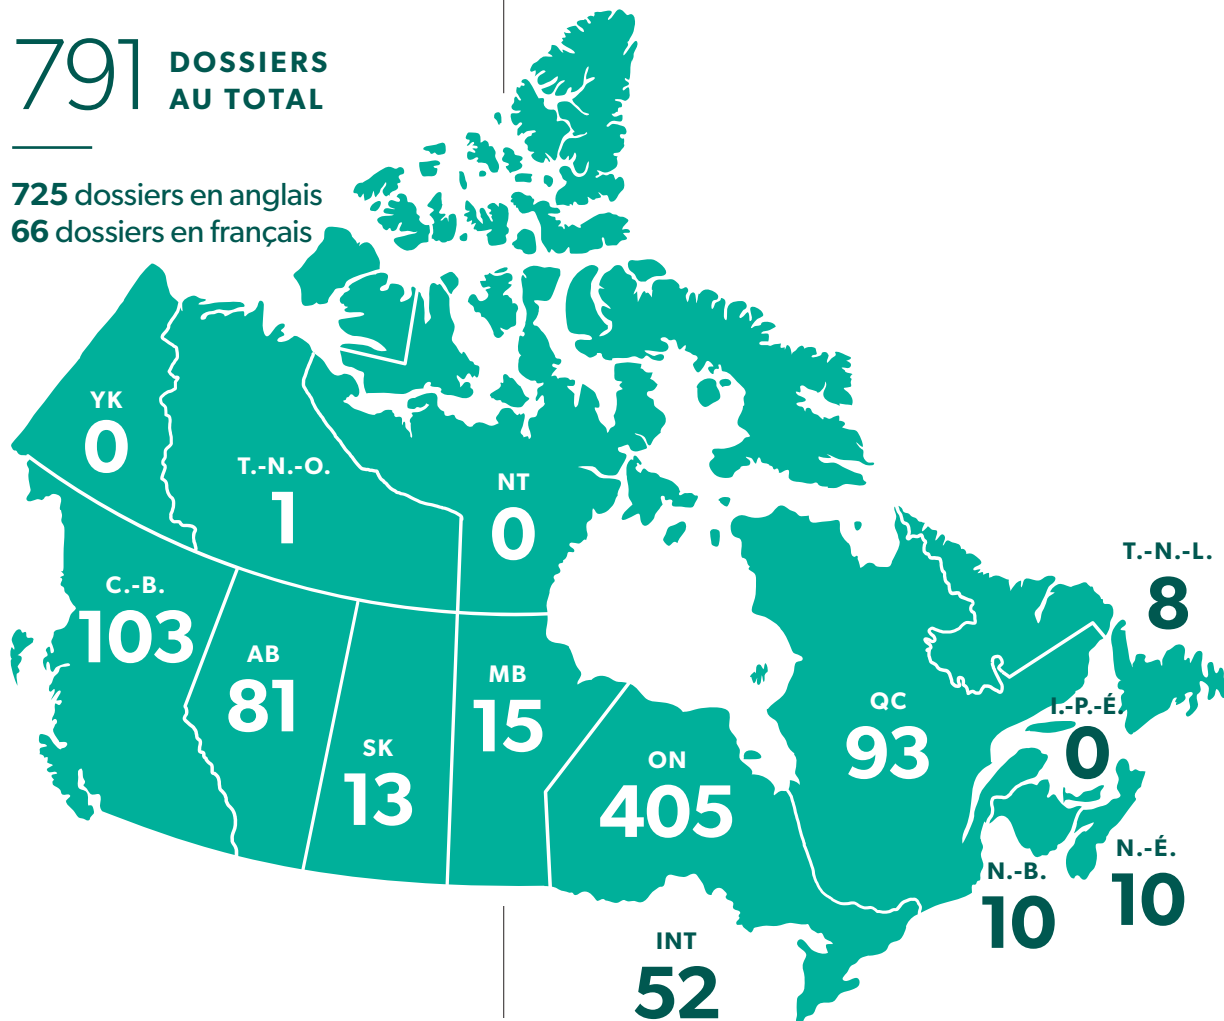 791 DOSSIERS
AU TOTAL
725 dossiers en anglais
66 dossiers en français
YK
0
T.-N.-O.
1
NT
0
C.-B.
103
AB
81
SK
13
MB
15
ON
405
QC
93
T.-N.-L.
8
I.-P.-É.
0
N.-B.
10
N.-É.
10
INT
52